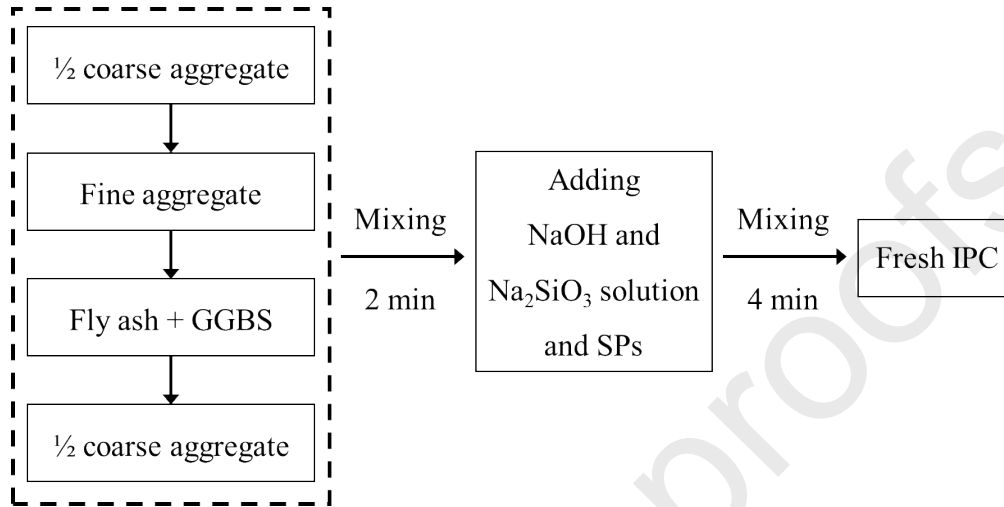 ½ coarse aggregate
Fine aggregate
Fly ash + GGBS
½ coarse aggregate
Mixing
2 min
Adding
NaOH and
Na₂SiO₃ solution
and SPs
Mixing
4 min
Fresh IPC
proofs